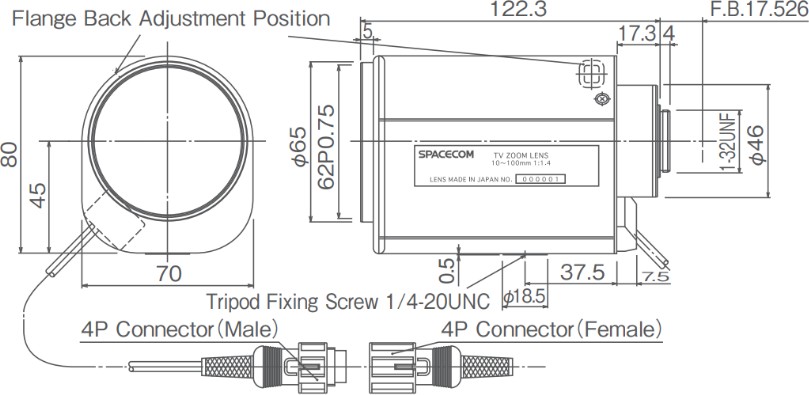 Flange Back Adjustment Position
122.3
F.B.17.526
5
17.3
4
80
45
70
φ65
62P0.75
SPACECOM
TV ZOOM LENS
10~100mm 1:1.4
LENS MADE IN JAPAN NO. 000001
1-32UNF
φ46
0.5
φ18.5
37.5
7.5
Tripod Fixing Screw 1/4-20UNC
4P Connector(Male)
4P Connector(Female)